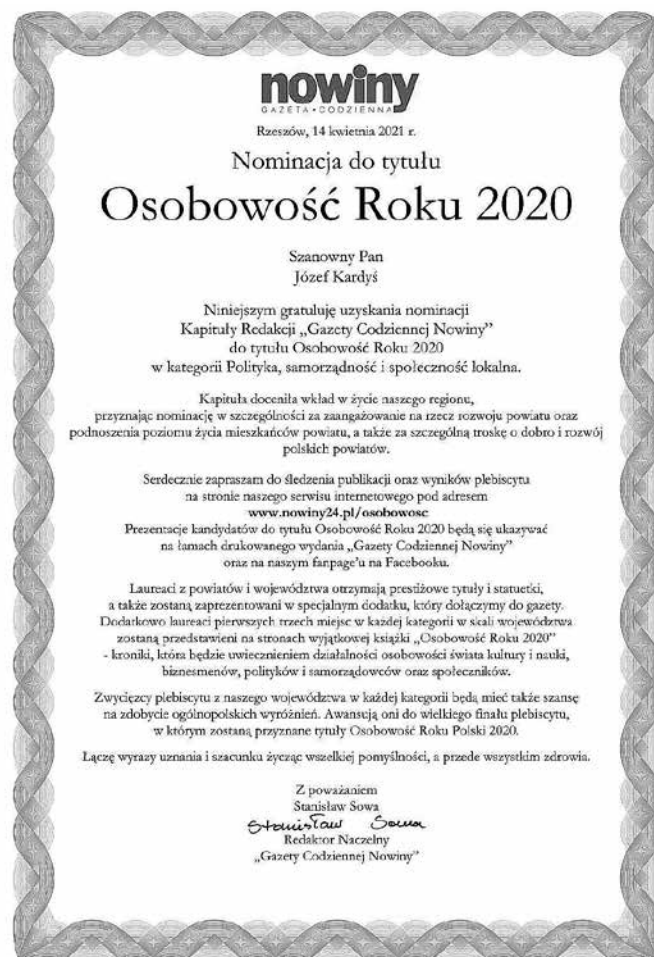 nowiny
GAZETA•CODZIENNA
Rzeszów, 14 kwietnia 2021 r.
Nominacja do tytułu
Osobowość Roku 2020
Szanowny Pan
Józef Kardyś
Niniejszym gratuluję uzyskania nominacji
Kapituły Redakcji „Gazety Codziennej Nowiny”
do tytułu Osobowość Roku 2020
w kategorii Polityka, samorządność i społeczność lokalna.
Kapituła doceniła wkład w życie naszego regionu,
przyznając nominację w szczególności za zaangażowanie na rzecz rozwoju powiatu oraz
podnoszenia poziomu życia mieszkańców powiatu, a także za szczególną troskę o dobro i rozwój
polskich powiatów.
Serdecznie zapraszam do śledzenia publikacji oraz wyników plebiscytu
na stronie naszego serwisu internetowego pod adresem
www.nowiny24.pl/osobowosc
Prezentacje kandydatów do tytułu Osobowość Roku 2020 będą się ukazywać
na łamach drukowanego wydania „Gazety Codziennej Nowiny”
oraz na naszym fanpage'u na Facebooku.
Laureaci z powiatów i województwa otrzymają prestiżowe tytuły i statuetki,
a także zostaną zaprezentowani w specjalnym dodatku, który dołączymy do gazety.
Dodatkowo laureaci pierwszych trzech miejsc w każdej kategorii w skali województwa
zostaną przedstawieni na stronach wyjątkowej książki „Osobowość Roku 2020”
- kroniki, która będzie uwiecznieniem działalności osobowości świata kultury i nauki,
biznesmenów, polityków i samorządowców oraz społeczników.
Zwycięzcy plebiscytu z naszego województwa w każdej kategorii będą mieć także szansę
na zdobycie ogólnopolskich wyróżnień. Awansują oni do wielkiego finału plebiscytu,
w którym zostaną przyznane tytuły Osobowość Roku Polski 2020.
Łączę wyrazy uznania i szacunku życząc wszelkiej pomyślności, a przede wszystkim zdrowia.
Z poważaniem
Stanisław Sowa
Stanisław Sowa
Redaktor Naczelny
„Gazety Codziennej Nowiny”